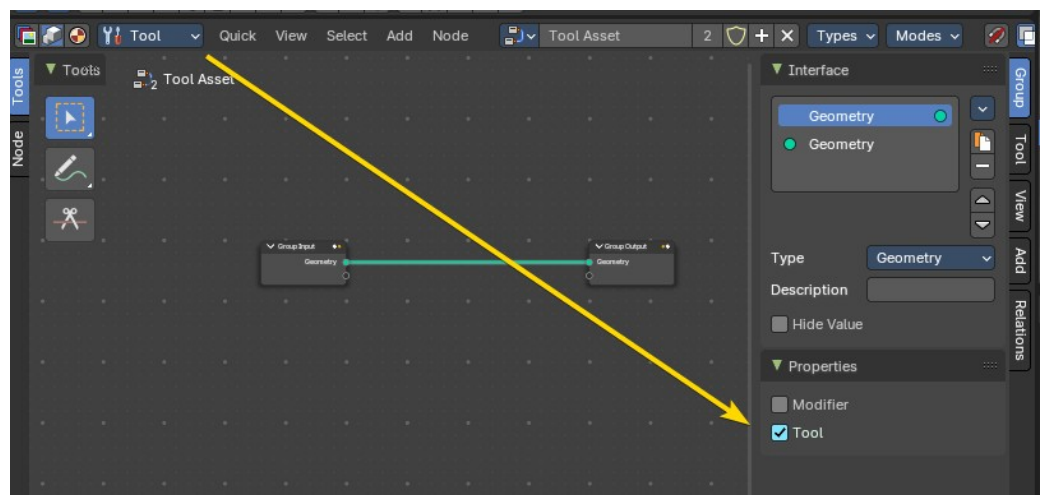 Tool Quick View Select Add Node Tool Asset 2 Types Modes
Tools
Node
Tools
2 Tool Asset
Group Input
Geometry
Group Output
Geometry
Interface
Geometry
Geometry
Type Geometry
Description
Hide Value
Properties
Modifier
Tool
Group
Tool
View
Add
Relations